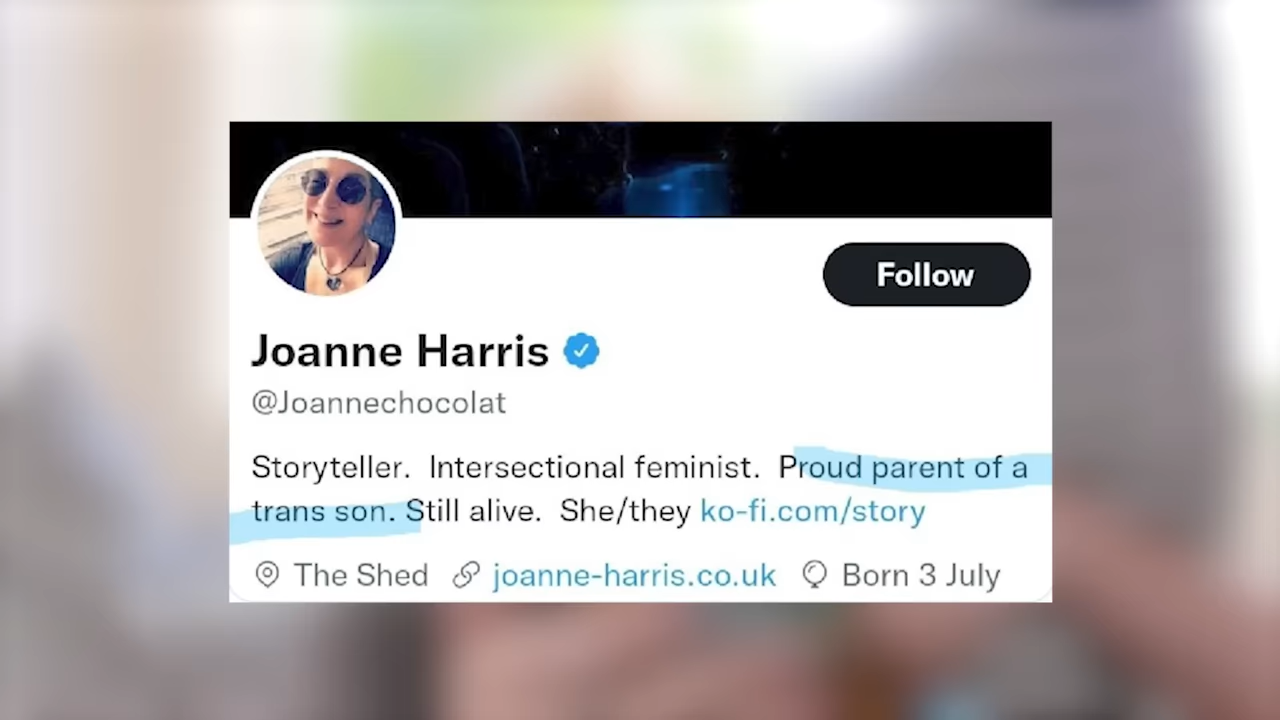 Follow
Joanne Harris
@Joannechocolat
Storyteller. Intersectional feminist. Proud parent of a
trans son. Still alive. She/they ko-fi.com/story
The Shed joanne-harris.co.uk Born 3 July